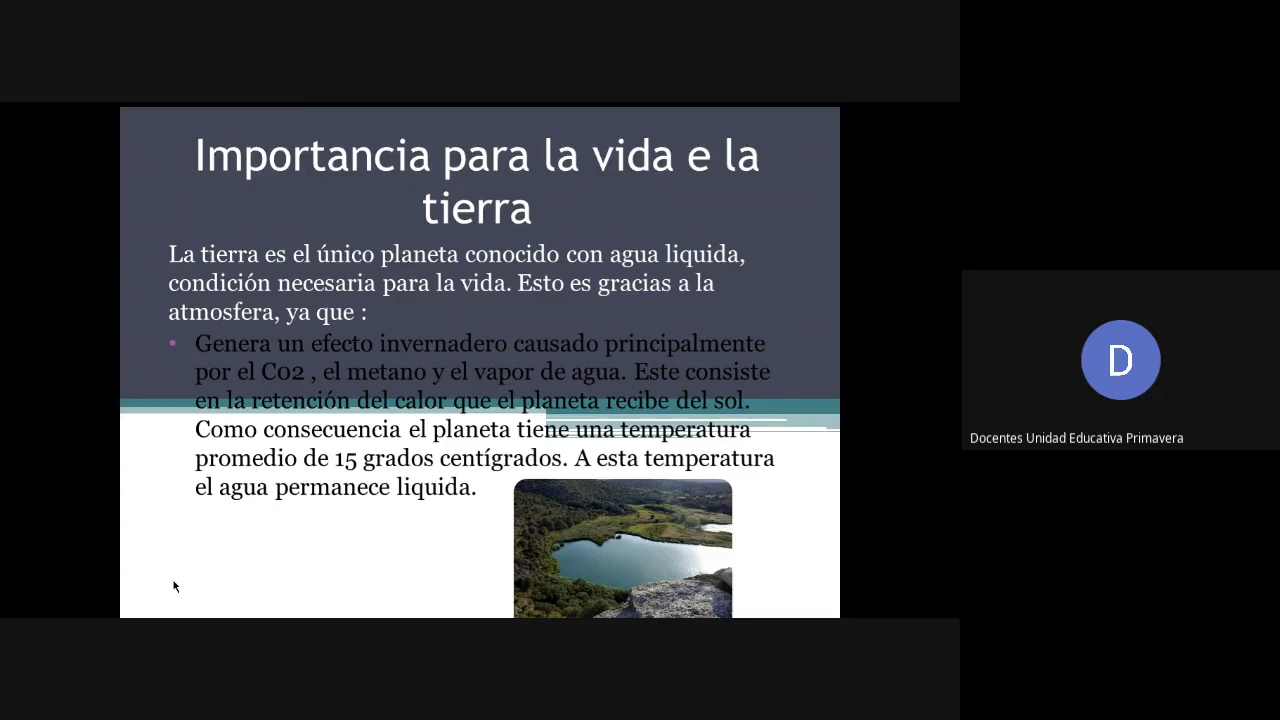 Importancia para la vida e la
tierra
La tierra es el único planeta conocido con agua liquida,
condición necesaria para la vida. Esto es gracias a la
atmosfera, ya que :
• Genera un efecto invernadero causado principalmente
por el C02 , el metano y el vapor de agua. Este consiste
en la retención del calor que el planeta recibe del sol.
Como consecuencia el planeta tiene una temperatura
promedio de 15 grados centígrados. A esta temperatura
el agua permanece liquida.
D
Docentes Unidad Educativa Primavera